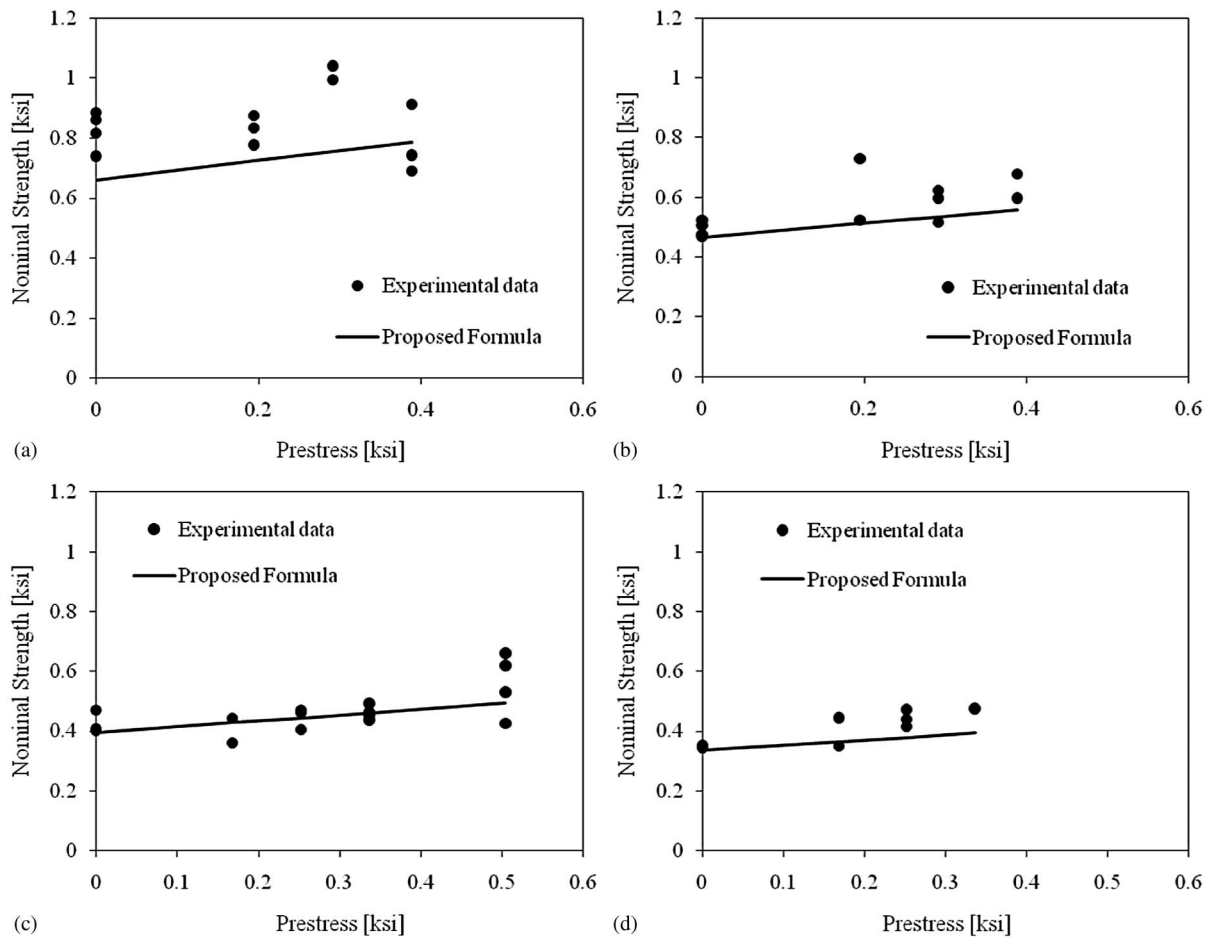 1.2
1
0.8
0.6
0.4
0.2
0
Nominal Strength [ksi]
Experimental data
Proposed Formula
0 0.2 0.4 0.6
Prestress [ksi]
(a)
1.2
1
0.8
0.6
0.4
0.2
0
Nominal Strength [ksi]
Experimental data
Proposed Formula
0 0.2 0.4 0.6
Prestress [ksi]
(b)
1.2
1
0.8
0.6
0.4
0.2
0
Nominal Strength [ksi]
Experimental data
Proposed Formula
0 0.1 0.2 0.3 0.4 0.5 0.6
Prestress [ksi]
(c)
1.2
1
0.8
0.6
0.4
0.2
0
Nominal Strength [ksi]
Experimental data
Proposed Formula
0 0.1 0.2 0.3 0.4 0.5 0.6
Prestress [ksi]
(d)